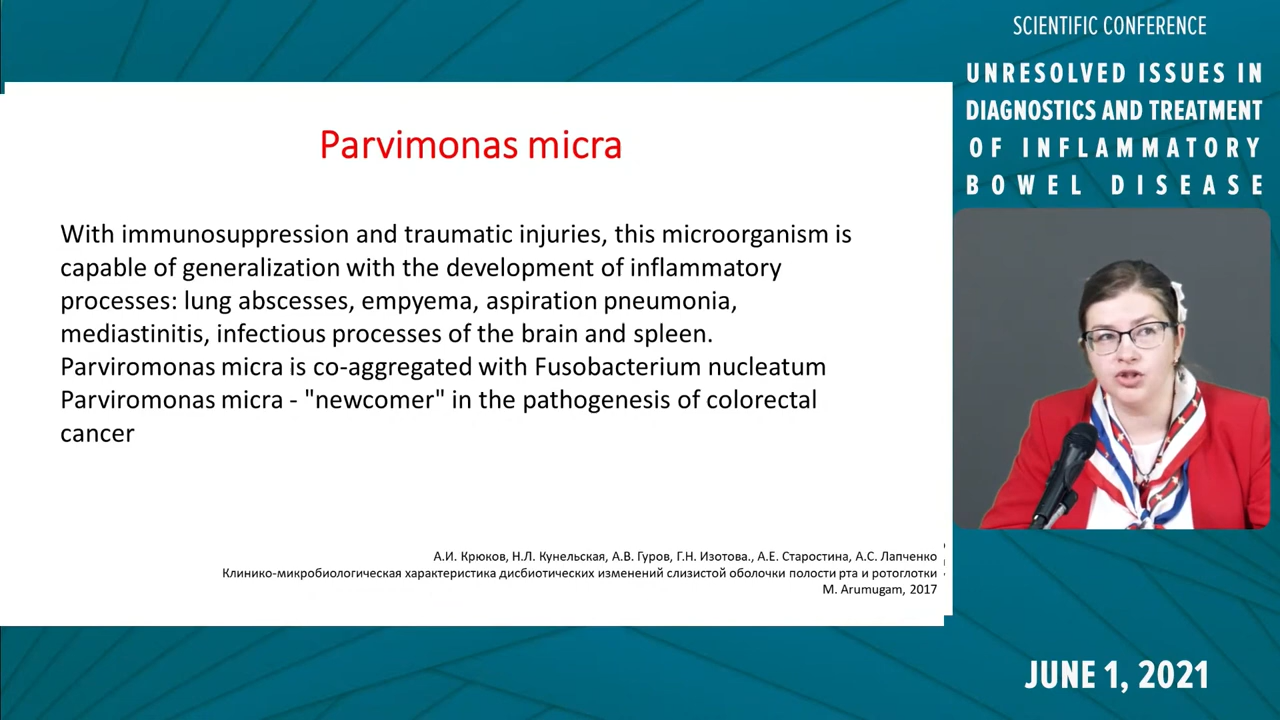 SCIENTIFIC CONFERENCE
UNRESOLVED ISSUES IN
DIAGNOSTICS AND TREATMENT
OF INFLAMMATORY
BOWEL DISEASE
Parvimonas micra
With immunosuppression and traumatic injuries, this microorganism is
capable of generalization with the development of inflammatory
processes: lung abscesses, empyema, aspiration pneumonia,
mediastinitis, infectious processes of the brain and spleen.
Parviromonas micra is co-aggregated with Fusobacterium nucleatum
Parviromonas micra - "newcomer" in the pathogenesis of colorectal
cancer
А.И. Крюков, Н.Л. Кунельская, А.В. Гуров, Г.Н. Изотова., А.Е. Старостина, А.С. Лапченко
Клинико-микробиологическая характеристика дисбиотических изменений слизистой оболочки полости рта и ротоглотки
M. Arumugam, 2017
JUNE 1, 2021